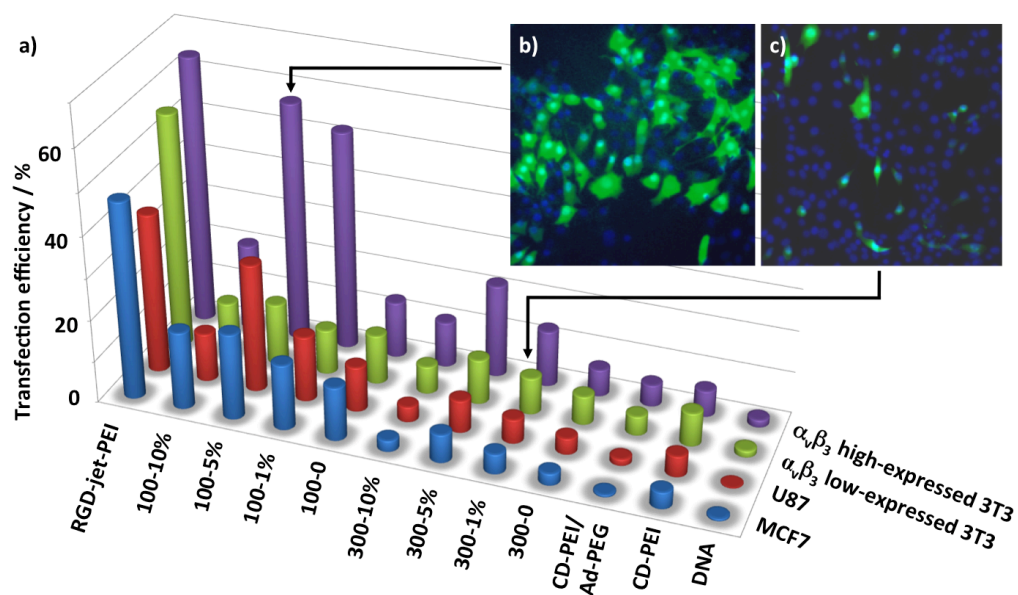 a)
b)
c)
Transfection efficiency / %
60
40
20
0
RGD-jet-PEI
100-10%
100-5%
100-1%
100-0
300-10%
300-5%
300-1%
300-0
CD-PEI/
Ad-PEG
CD-PEI
DNA
αvβ3 high-expressed 3T3
αvβ3 low-expressed 3T3
U87
MCF7